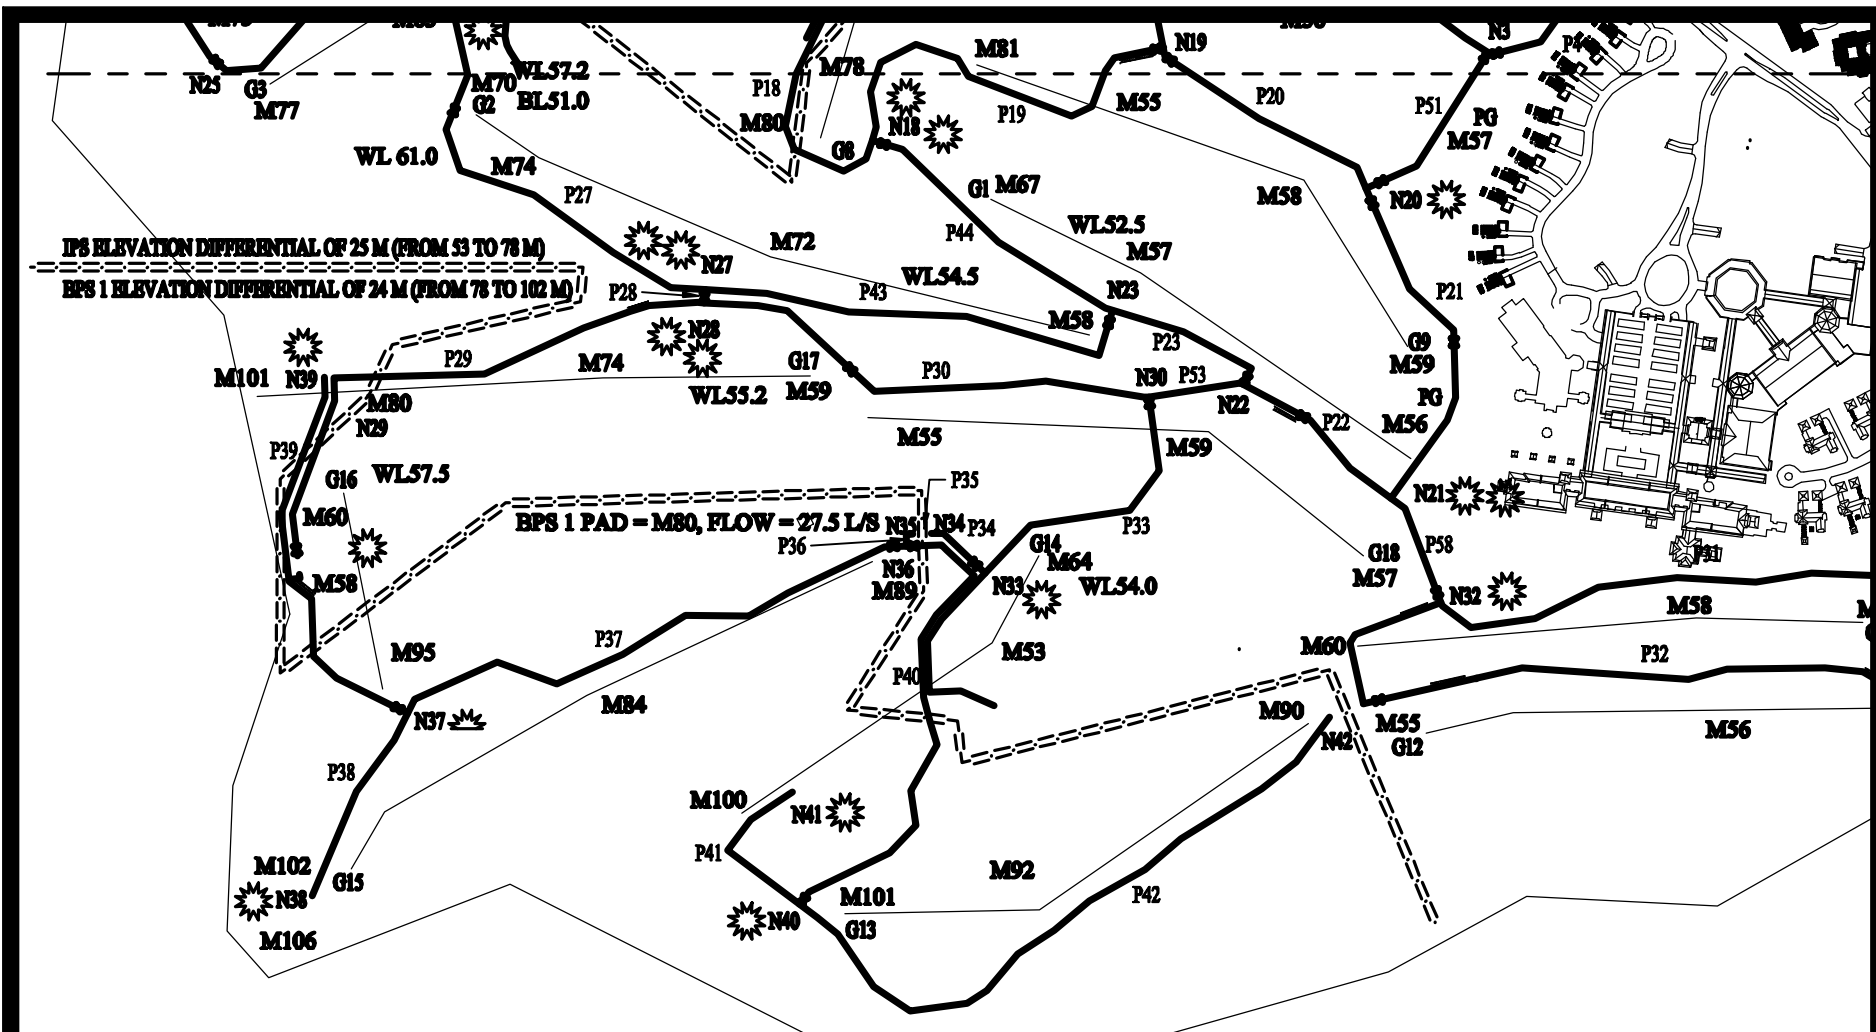 N19
N3
P4
M81
M78
WL57.2
M70
BL51.0
G2
N25
G3
M77
P18
M80
N18
P19
M55
P20
P51
PG
M57
G8
WL 61.0
M74
P27
G1 M67
M58
N20
P44
WL52.5
M57
M72
N27
IPS ELEVATION DIFFERENTIAL OF 25 M (FROM 53 TO 78 M)
BPS 1 ELEVATION DIFFERENTIAL OF 24 M (FROM 78 TO 102 M)
WL54.5
P28
P43
N23
P21
N28
M58
P23
G9
M59
M74
P29
G17
M59
P30
N30
P53
N22
M101
N39
M80
N29
WL55.2
PG
M56
P22
M55
M59
P39
G16
WL57.5
P35
N21
M60
BPS 1 PAD = M80, FLOW = 27.5 L/S
N35
N34
P34
P33
P36
G14
M64
P58
G18
M57
P31
N36
M89
N33
WL54.0
M58
N32
M58
P37
M95
M53
M60
P32
P40
M84
N37
M90
N42
M55
G12
M56
P38
M100
N41
P41
M102
G15
N38
M92
P42
M101
N40
G13
M106